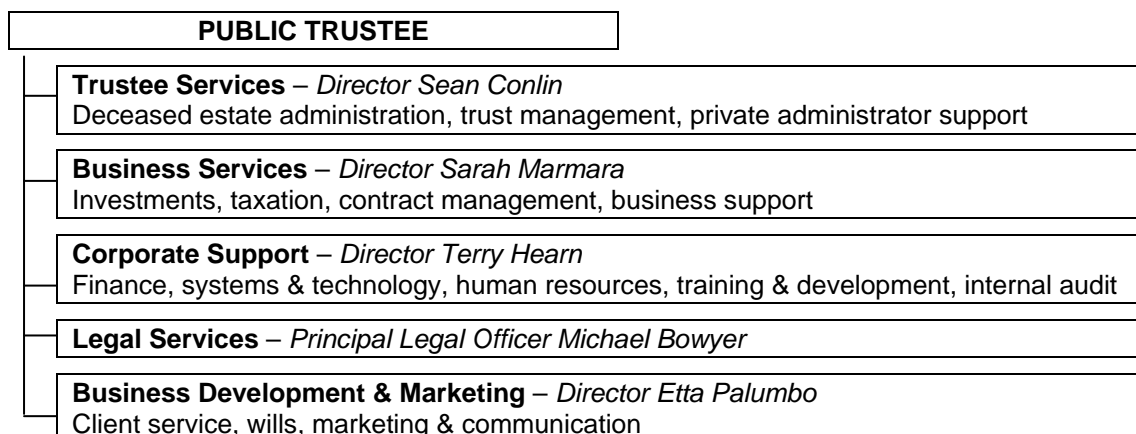 PUBLIC TRUSTEE
Trustee Services – Director Sean Conlin
Deceased estate administration, trust management, private administrator support
Business Services – Director Sarah Marmara
Investments, taxation, contract management, business support
Corporate Support – Director Terry Hearn
Finance, systems & technology, human resources, training & development, internal audit
Legal Services – Principal Legal Officer Michael Bowyer
Business Development & Marketing – Director Etta Palumbo
Client service, wills, marketing & communication